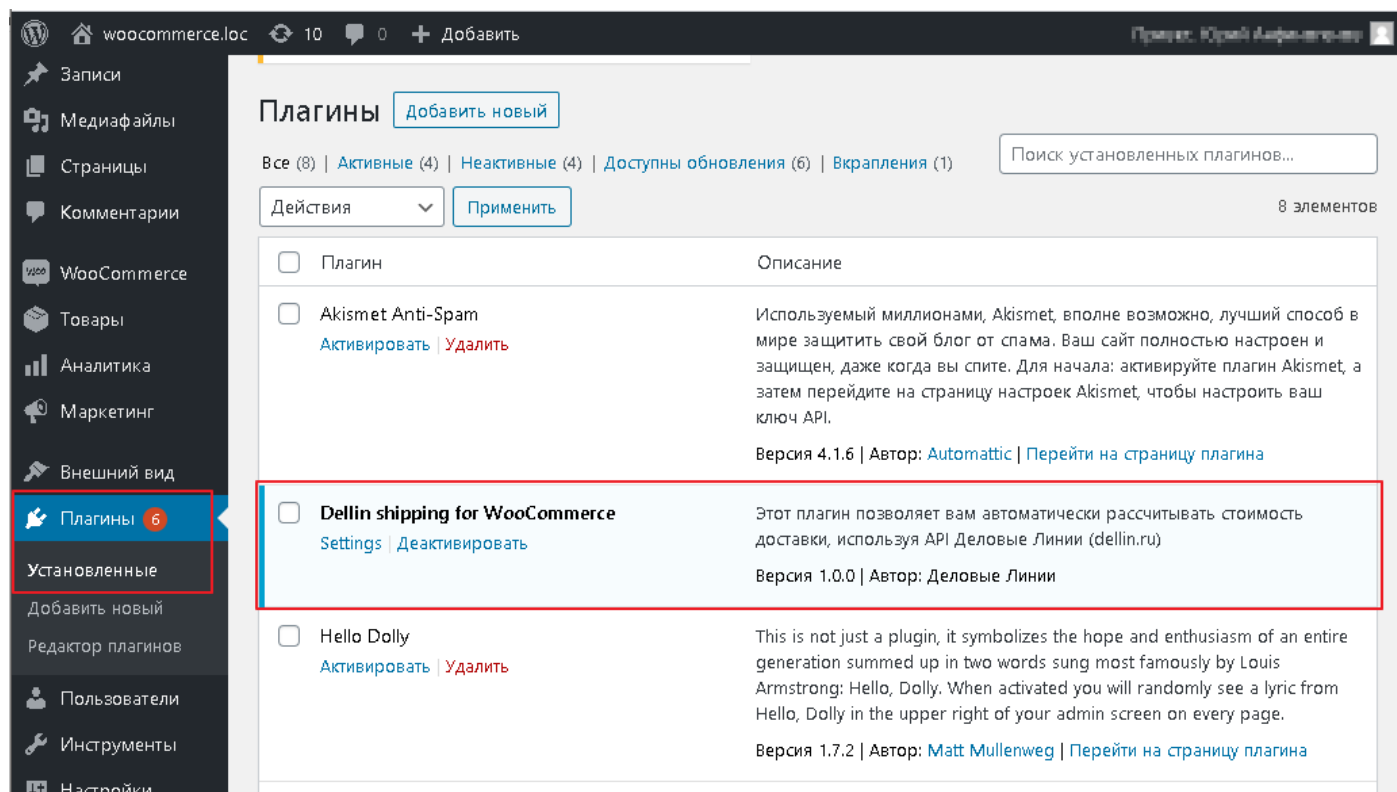 woocommerce.loc 10 0 + Добавить
Записи
Медиафайлы
Страницы
Комментарии
WooCommerce
Товары
Аналитика
Маркетинг
Внешний вид
Плагины 6
Установленные
Добавить новый
Редактор плагинов
Пользователи
Инструменты
Настройки
Плагины Добавить новый
Все (8) | Активные (4) | Неактивные (4) | Доступны обновления (6) | Вкрапления (1)
Поиск установленных плагинов...
Действия Применить
8 элементов
Плагин Описание
Akismet Anti-Spam
Активировать | Удалить
Используемый миллионами, Akismet, вполне возможно, лучший способ в
мире защитить свой блог от спама. Ваш сайт полностью настроен и
защищен, даже когда вы спите. Для начала: активируйте плагин Akismet, а
затем перейдите на страницу настроек Akismet, чтобы настроить ваш
ключ API.
Версия 4.1.6 | Автор: Automattic | Перейти на страницу плагина
Dellin shipping for WooCommerce
Settings | Деактивировать
Этот плагин позволяет вам автоматически рассчитывать стоимость
доставки, используя API Деловые Линии (dellin.ru)
Версия 1.0.0 | Автор: Деловые Линии
Hello Dolly
Активировать | Удалить
This is not just a plugin, it symbolizes the hope and enthusiasm of an entire
generation summed up in two words sung most famously by Louis
Armstrong: Hello, Dolly. When activated you will randomly see a lyric from
Hello, Dolly in the upper right of your admin screen on every page.
Версия 1.7.2 | Автор: Matt Mullenweg | Перейти на страницу плагина